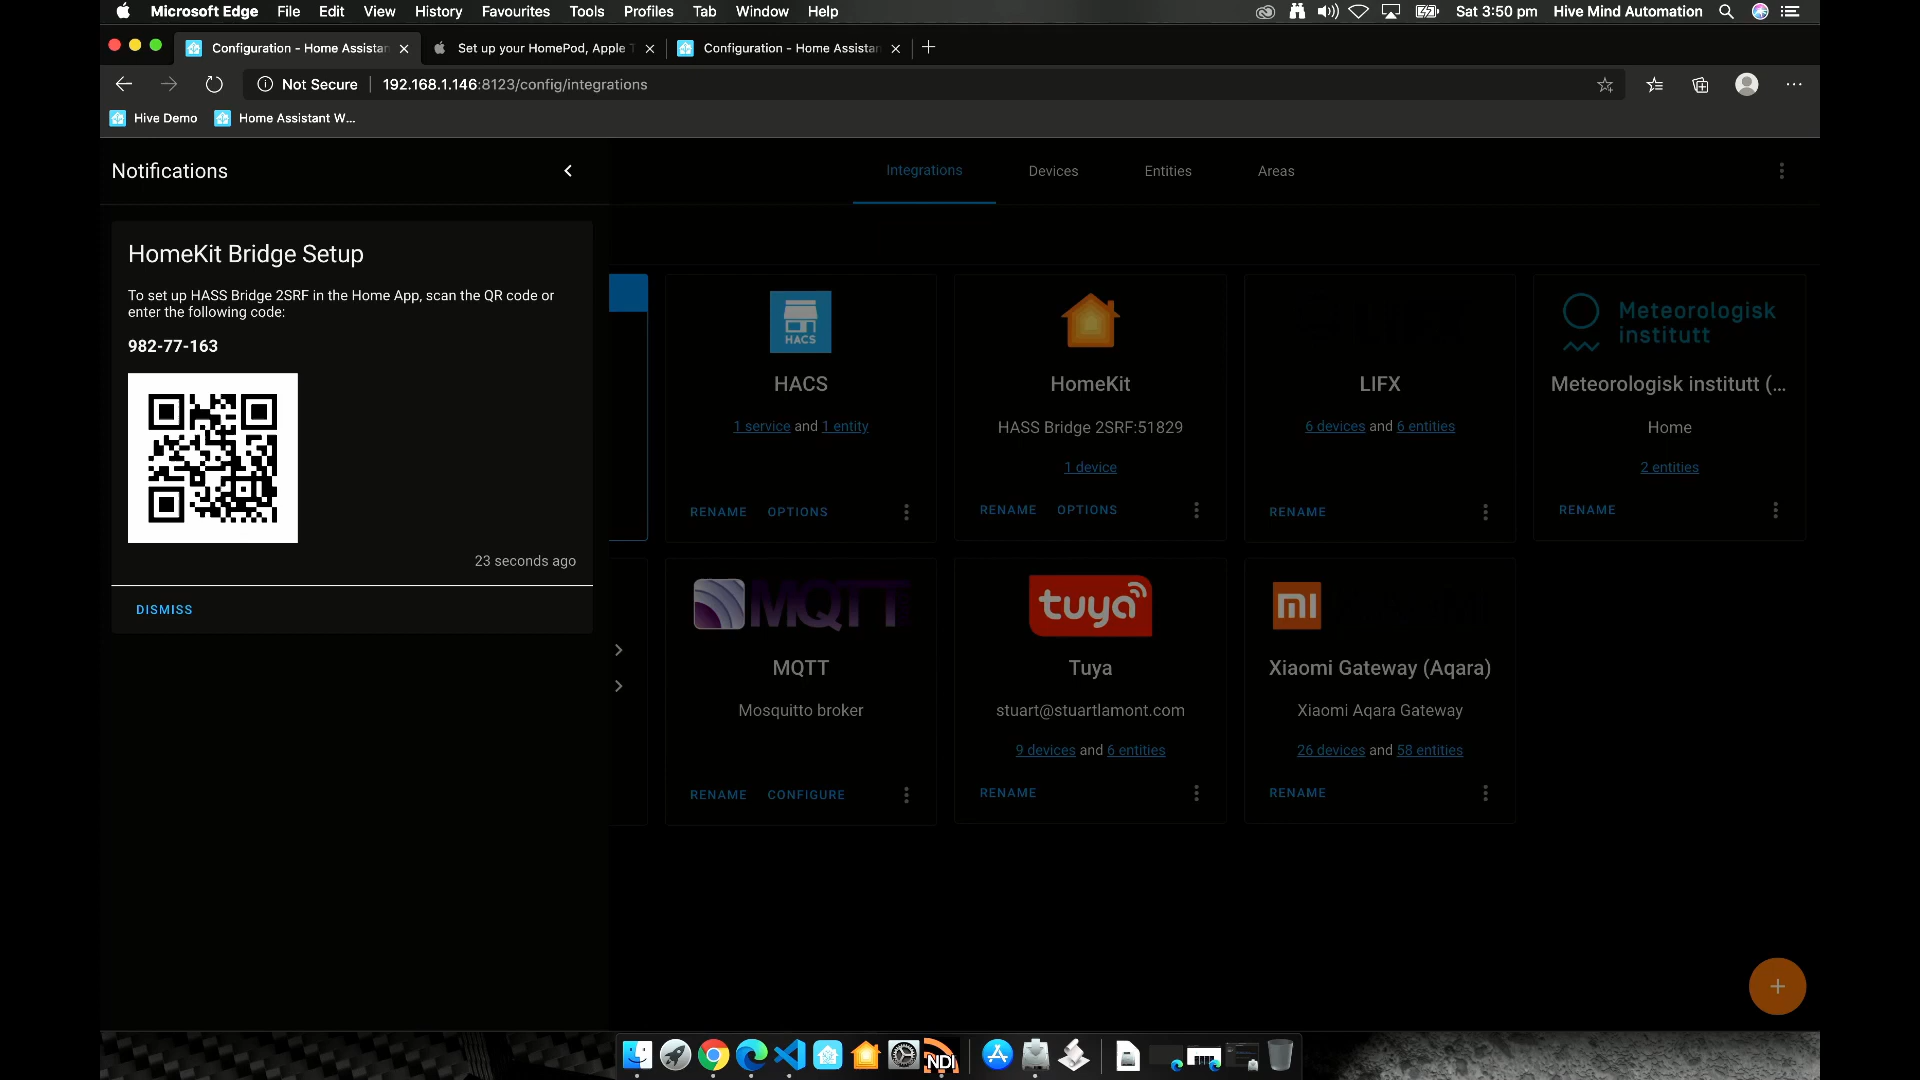 Microsoft Edge File Edit View History Favourites Tools Profiles Tab Window Help Sat 3:50 pm Hive Mind Automation
Configuration - Home Assistan Set up your HomePod, Apple T Configuration - Home Assistan
Not Secure 192.168.1.146:8123/config/integrations
Hive Demo Home Assistant W...
Notifications
Integrations Devices Entities Areas
HomeKit Bridge Setup
To set up HASS Bridge 2SRF in the Home App, scan the QR code or
enter the following code:
982-77-163
23 seconds ago
DISMISS
HACS
HACS
1 service and 1 entity
RENAME OPTIONS
HomeKit
HASS Bridge 2SRF:51829
1 device
RENAME OPTIONS
LIFX
6 devices and 6 entities
RENAME
Meteorologisk
institutt
Meteorologisk institutt (...
Home
2 entities
RENAME
MQTT
MQTT
Mosquitto broker
RENAME CONFIGURE
tuya
Tuya
stuart@stuartlamont.com
9 devices and 6 entities
RENAME
mi
Xiaomi Gateway (Aqara)
Xiaomi Aqara Gateway
26 devices and 58 entities
RENAME
NDI